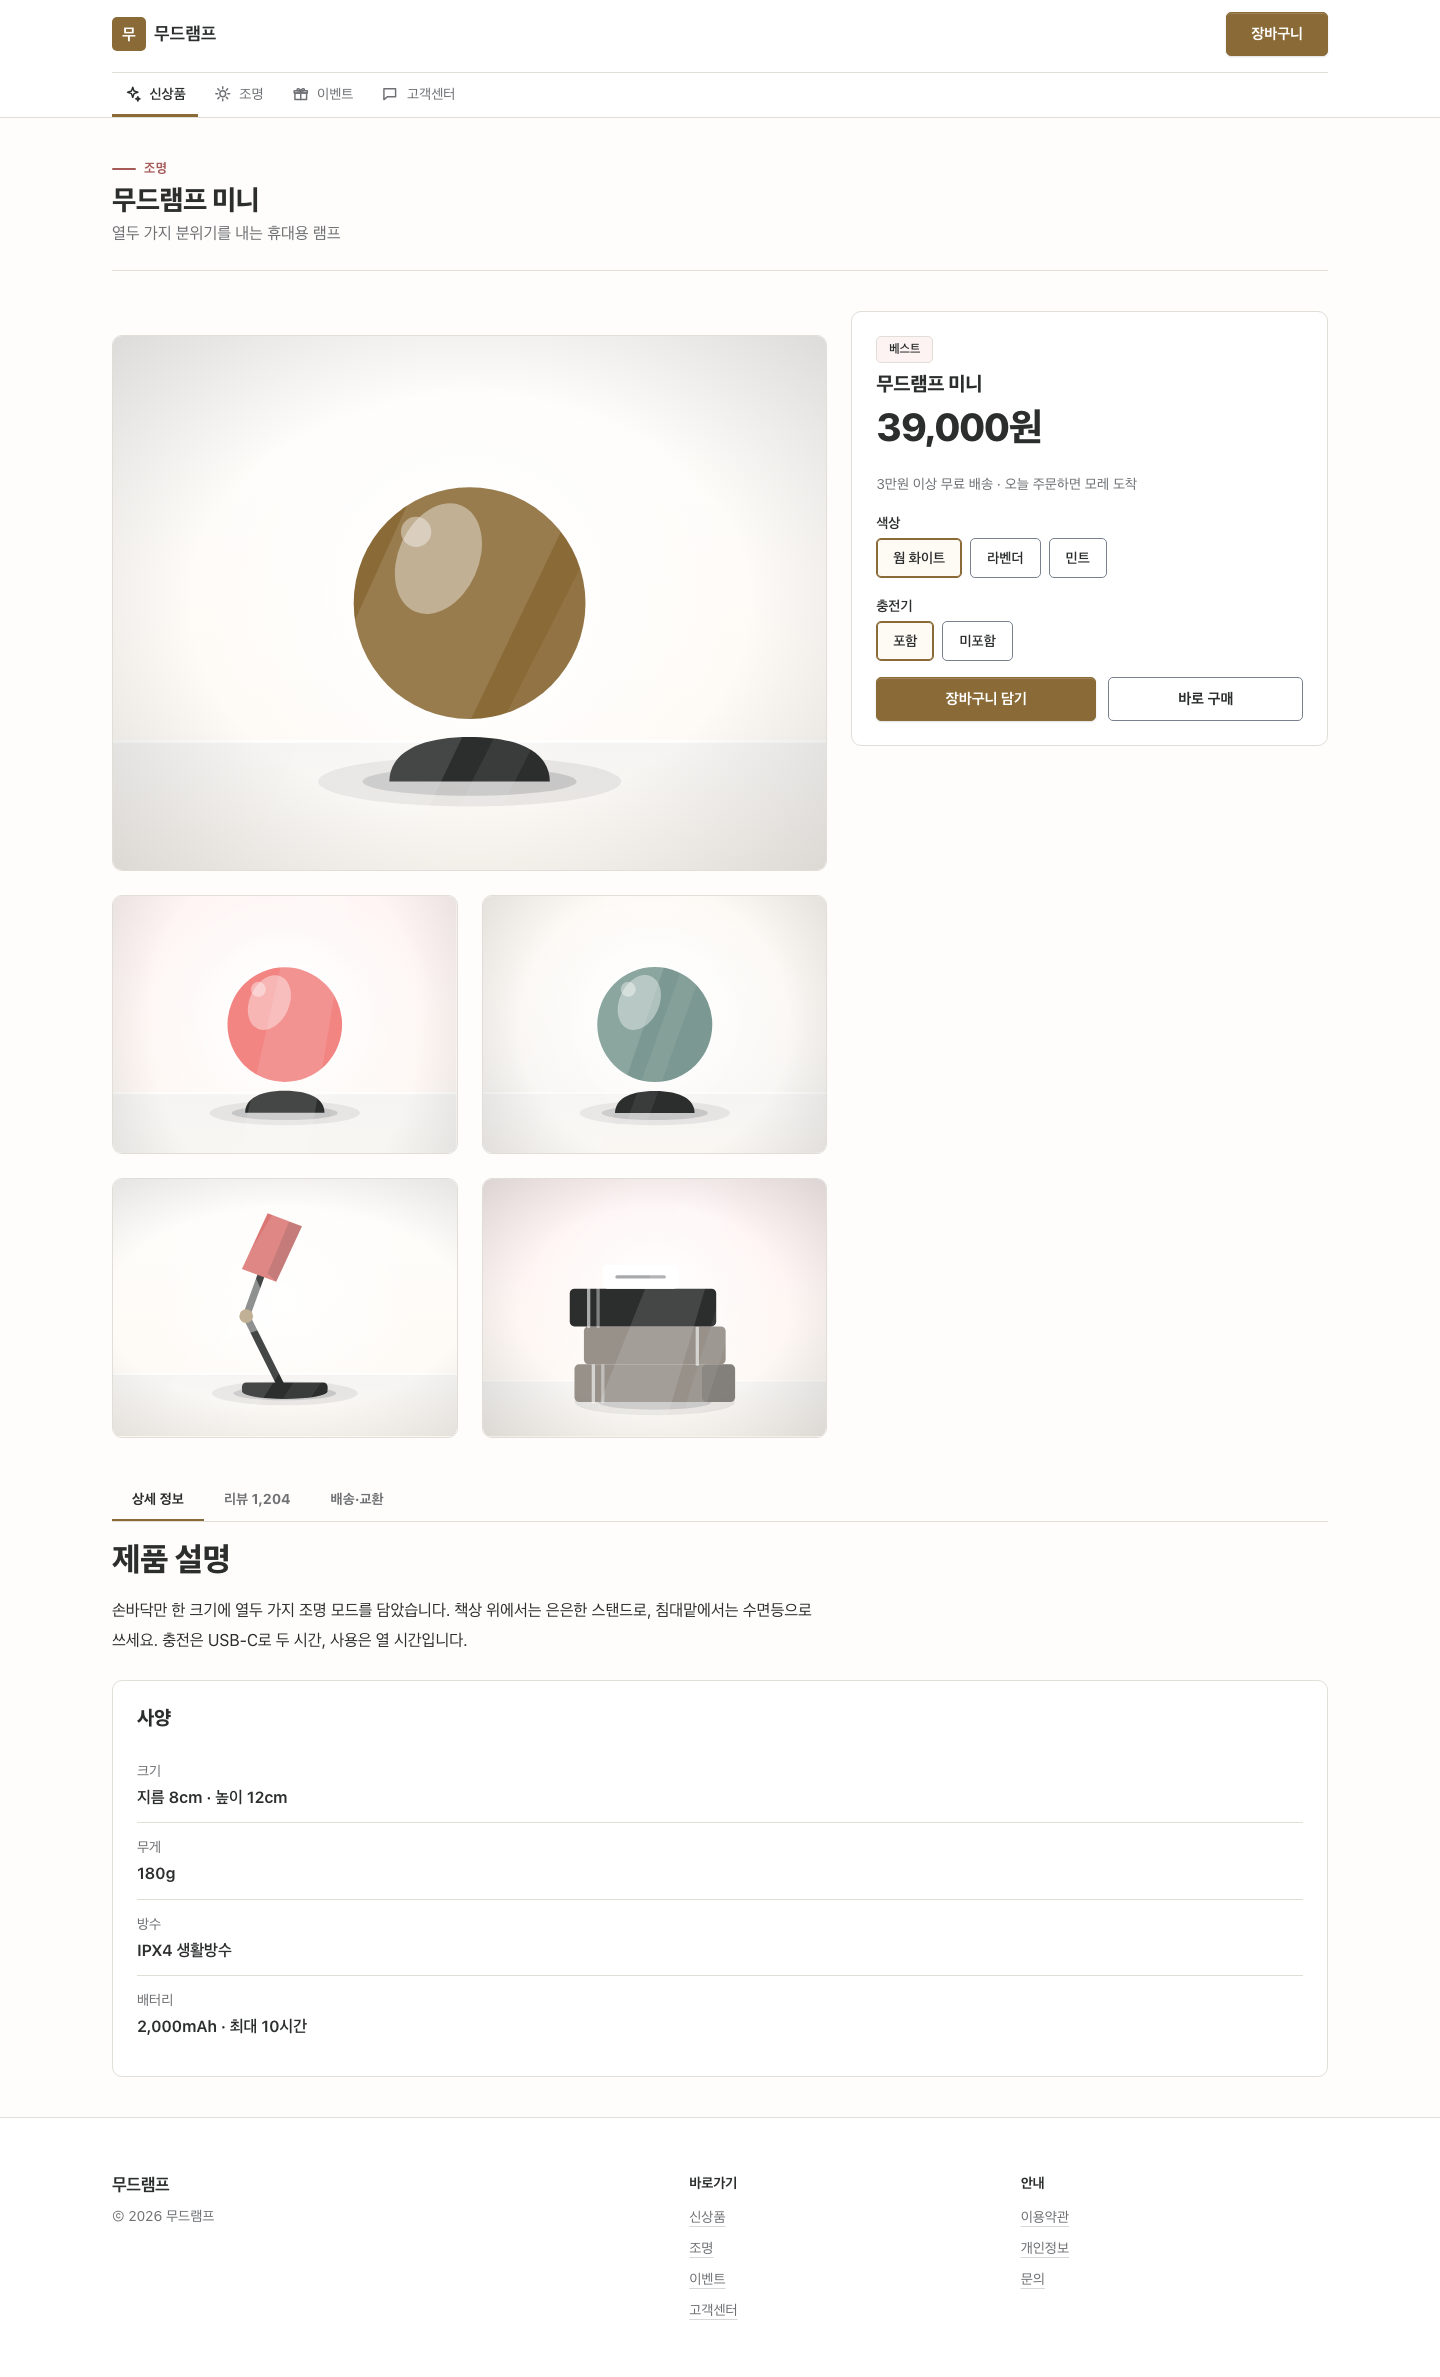 무 무드램프
장바구니
신상품 조명 이벤트 고객센터
조명
무드램프 미니
열두 가지 분위기를 내는 휴대용 램프
베스트
무드램프 미니
39,000원
3만원 이상 무료 배송 · 오늘 주문하면 모레 도착
색상
웜 화이트 라벤더 민트
충전기
포함 미포함
장바구니 담기 바로 구매
상세 정보 리뷰 1,204 배송·교환
제품 설명
손바닥만 한 크기에 열두 가지 조명 모드를 담았습니다. 책상 위에서는 은은한 스탠드로, 침대맡에서는 수면등으로
쓰세요. 충전은 USB-C로 두 시간, 사용은 열 시간입니다.
사양
크기
지름 8cm · 높이 12cm
무게
180g
방수
IPX4 생활방수
배터리
2,000mAh · 최대 10시간
무드램프
© 2026 무드램프
바로가기
신상품
조명
이벤트
고객센터
안내
이용약관
개인정보
문의